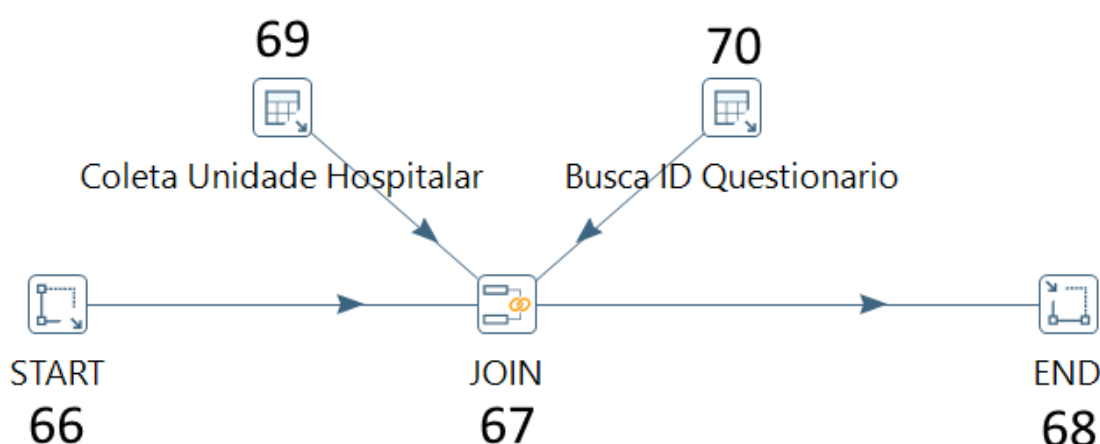 69
70
Coleta Unidade Hospitalar
Busca ID Questionario
START
JOIN
END
66
67
68